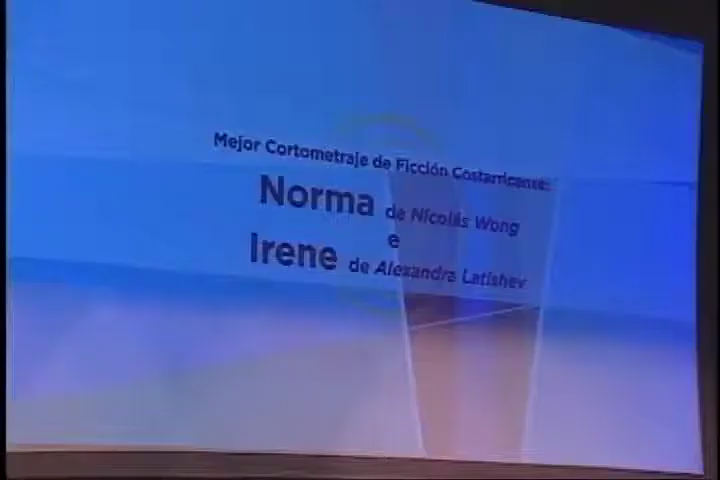 Mejor Cortometraje de Ficción Costarricense:
Norma de Nicolás Wong
e
Irene de Alexandra Latishev